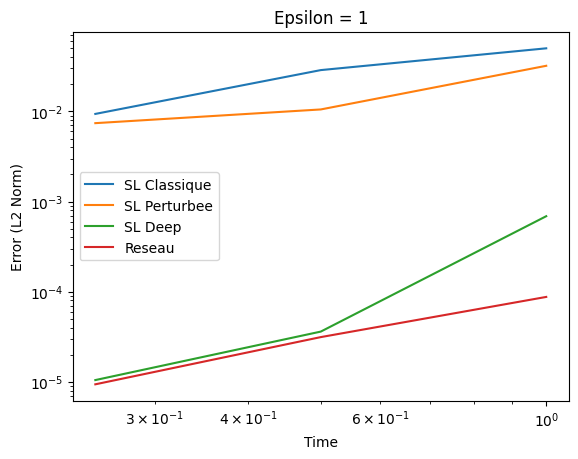 Epsilon = 1
Error (L2 Norm)
10⁻²
10⁻³
10⁻⁴
10⁻⁵
SL Classique
SL Perturbee
SL Deep
Reseau
3 × 10⁻¹
4 × 10⁻¹
6 × 10⁻¹
10⁰
Time